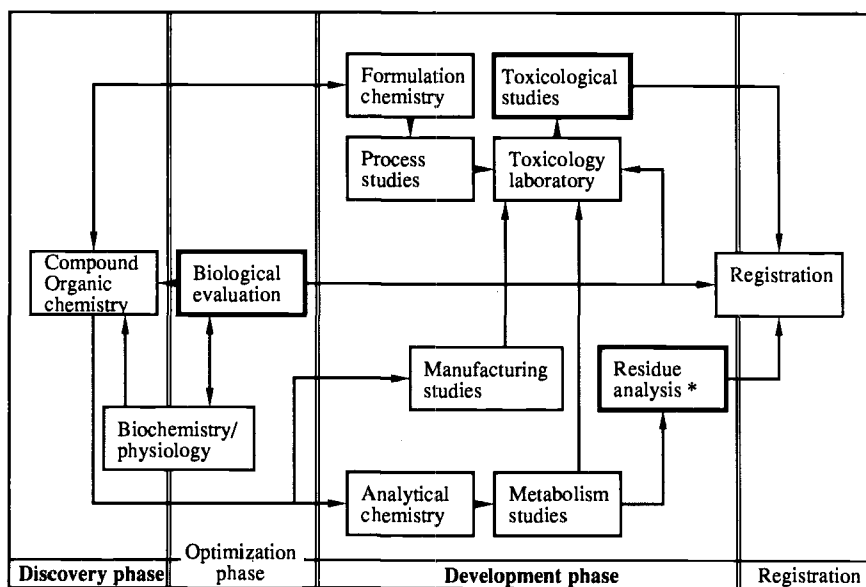 Formulation
chemistry
Toxicological
studies
Process
studies
Toxicology
laboratory
Compound
Organic
chemistry
Biological
evaluation
Registration
Manufacturing
studies
Residue
analysis *
Biochemistry/
physiology
Analytical
chemistry
Metabolism
studies
Discovery phase
Optimization
phase
Development phase
Registration